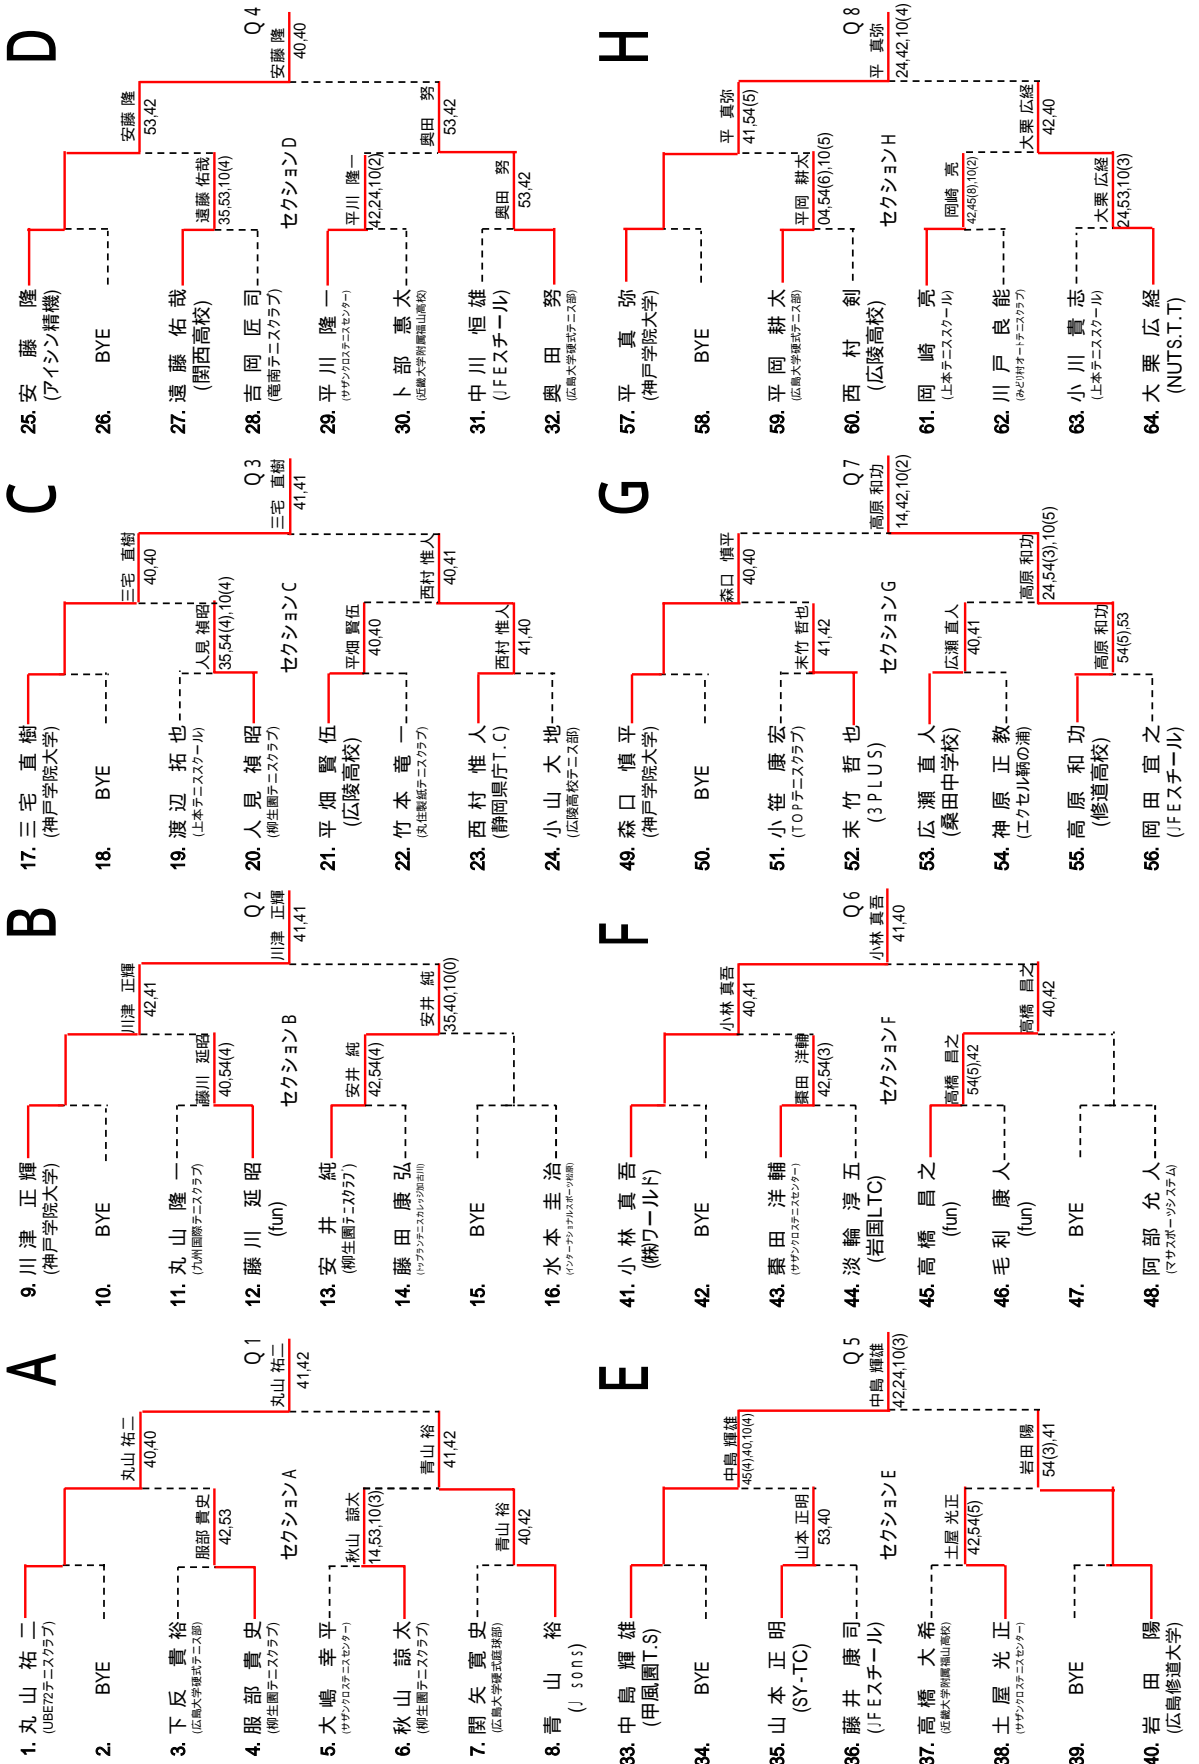 A
1. 丸山 祐二
(UBE72テニスクラブ)
2. BYE
3. 下反 貴裕
(広島大学硬式テニス部)
4. 服部 貴史
(柳生園テニスクラブ)
5. 大嶋 幸平
(サザンクロステニスセンター)
6. 秋山 諒太
(柳生園テニスクラブ)
7. 関矢 寛史
(広島大学硬式庭球部)
8. 青山 裕
(J sons)
服部 貴史
42,53
秋山 諒太
14,53,10(3)
青山 裕
40,42
丸山 祐二
40,40
青山 裕
41,42
セクションA
Q1
丸山 祐二
41,42
B
9. 川津 正輝
(神戸学院大学)
10. BYE
11. 丸山 隆一
(九州国際テニスクラブ)
12. 藤川 延昭
(fun)
13. 安井 純
(柳生園テニスクラブ)
14. 藤田 康弘
(トップランテニスカレッジ加古川)
15. BYE
16. 水本 圭治
(インターナショナルスポーツ松原)
藤川 延昭
40,54(4)
安井 純
42,54(4)
川津 正輝
42,41
安井 純
35,40,10(0)
セクションB
Q2
川津 正輝
41,41
C
17. 三宅 直樹
(神戸学院大学)
18. BYE
19. 渡辺 拓也
(上本テニススクール)
20. 人見 禎昭
(柳生園テニスクラブ)
21. 平畑 賢伍
(広陵高校)
22. 竹本 竜一
(丸住製紙テニスクラブ)
23. 西村 惟人
(静岡県庁T.C)
24. 小山 大地
(広陵高校テニス部)
人見 禎昭
35,54(4),10(4)
平畑 賢伍
40,40
西村 惟人
41,40
三宅 直樹
40,40
西村 惟人
40,41
セクションC
Q3
三宅 直樹
41,41
D
25. 安藤 隆
(アイシン精機)
26. BYE
27. 遠藤 佑哉
(関西高校)
28. 吉岡 匠司
(竜南テニスクラブ)
29. 平川 隆一
(サザンクロステニスセンター)
30. 卜部 惠太
(近畿大学附属福山高校)
31. 中川 恒雄
(JFEスチール)
32. 奥田 努
(広島大学硬式テニス部)
遠藤 佑哉
35,53,10(4)
平川 隆一
42,24,10(2)
奥田 努
53,42
安藤 隆
53,42
奥田 努
53,42
セクションD
Q4
安藤 隆
40,40
E
33. 中島 輝雄
(甲風園T.S)
34. BYE
35. 山本 正明
(SY-TC)
36. 藤井 康司
(JFEスチール)
37. 高橋 大希
(近畿大学附属福山高校)
38. 土屋 光正
(サザンクロステニスセンター)
39. BYE
40. 岩田 陽
(広島修道大学)
山本 正明
53,40
土屋 光正
42,54(5)
中島 輝雄
45(4),40,10(4)
岩田 陽
54(3),41
セクションE
Q5
中島 輝雄
42,24,10(3)
F
41. 小林 真吾
(㈱ワールド)
42. BYE
43. 棗田 洋輔
(サザンクロステニスセンター)
44. 淡輪 淳五
(岩国LTC)
45. 高橋 昌之
(fun)
46. 毛利 康人
(fun)
47. BYE
48. 阿部 允人
(マサスポーツシステム)
棗田 洋輔
42,54(3)
高橋 昌之
54(5),42
小林 真吾
40,41
高橋 昌之
40,42
セクションF
Q6
小林 真吾
41,40
G
49. 森口 慎平
(神戸学院大学)
50. BYE
51. 小笹 康宏
(TOPテニスクラブ)
52. 末竹 哲也
(3PLUS)
53. 広瀬 直人
(桑田中学校)
54. 神原 正教
(エクセル鞆の浦)
55. 高原 和功
(修道高校)
56. 岡田 宜之
(JFEスチール)
末竹 哲也
41,42
広瀬 直人
40,41
高原 和功
54(5),53
森口 慎平
40,40
高原 和功
24,54(3),10(5)
セクションG
Q7
高原 和功
14,42,10(2)
H
57. 平 真弥
(神戸学院大学)
58. BYE
59. 平岡 耕太
(広島大学硬式テニス部)
60. 西村 剣
(広陵高校)
61. 岡崎 亮
(上本テニススクール)
62. 川戸 良能
(みどり村オートテニスクラブ)
63. 小川 貴志
(上本テニススクール)
64. 大栗 広経
(NUTS.T.T)
平岡 耕太
04,54(6),10(5)
岡崎 亮
42,45(8),10(2)
大栗 広経
24,53,10(3)
平 真弥
41,54(5)
大栗 広経
42,40
セクションH
Q8
平 真弥
24,42,10(4)